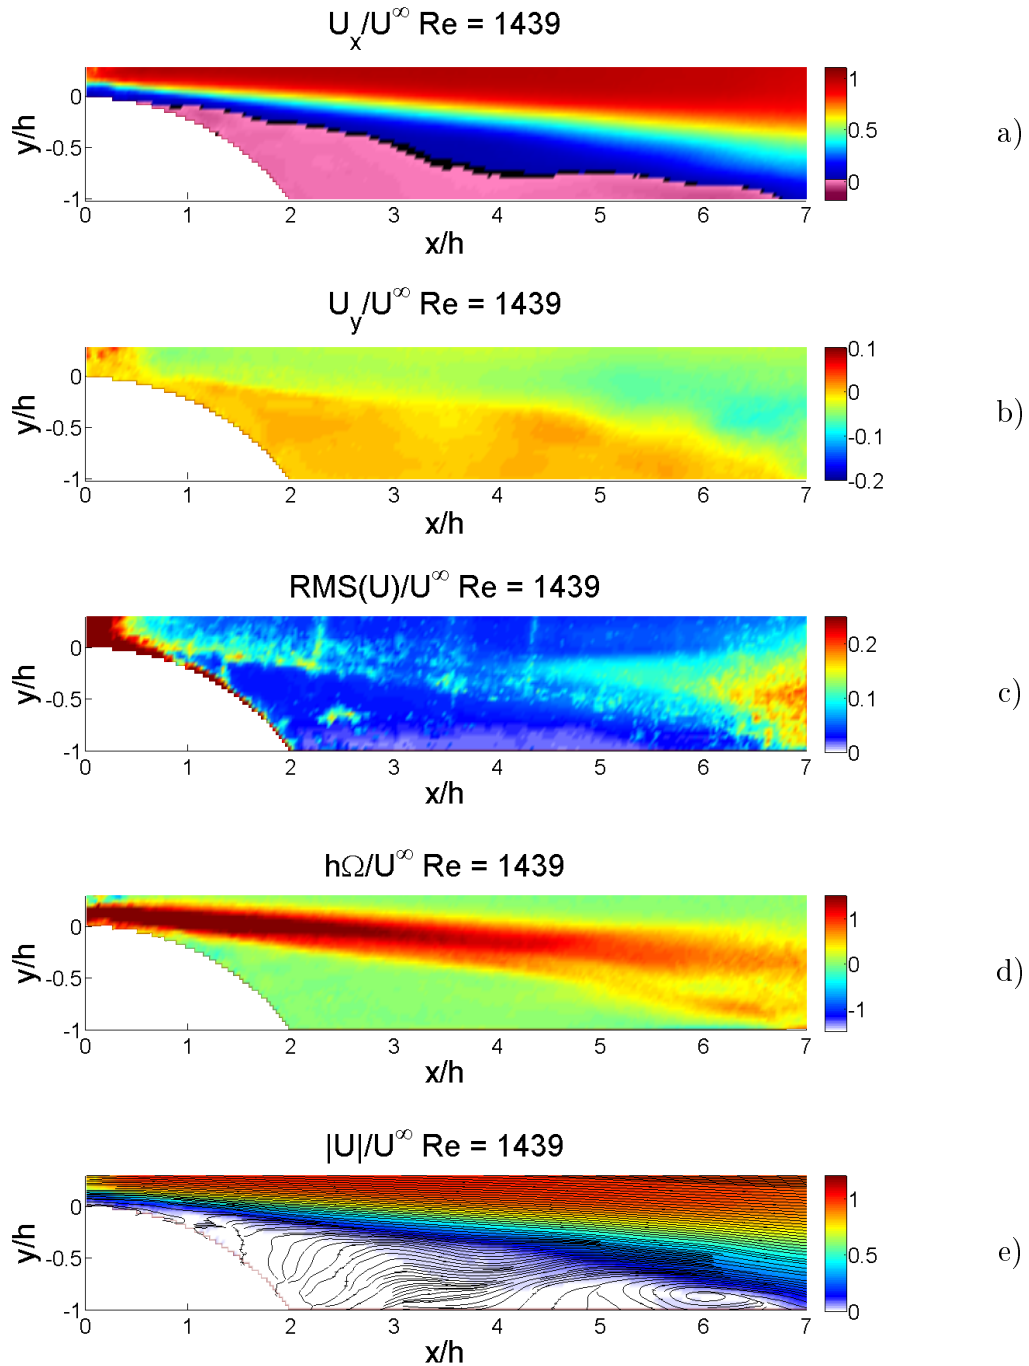 U_x/U^∞ Re = 1439
y/h
0
-0.5
-1
0 1 2 3 4 5 6 7
x/h
1
0.5
0
a)
U_y/U^∞ Re = 1439
y/h
0
-0.5
-1
0 1 2 3 4 5 6 7
x/h
0.1
0
-0.1
-0.2
b)
RMS(U)/U^∞ Re = 1439
y/h
0
-0.5
-1
0 1 2 3 4 5 6 7
x/h
0.2
0.1
0
c)
hΩ/U^∞ Re = 1439
y/h
0
-0.5
-1
0 1 2 3 4 5 6 7
x/h
1
0
-1
d)
|U|/U^∞ Re = 1439
y/h
0
-0.5
-1
0 1 2 3 4 5 6 7
x/h
1
0.5
0
e)